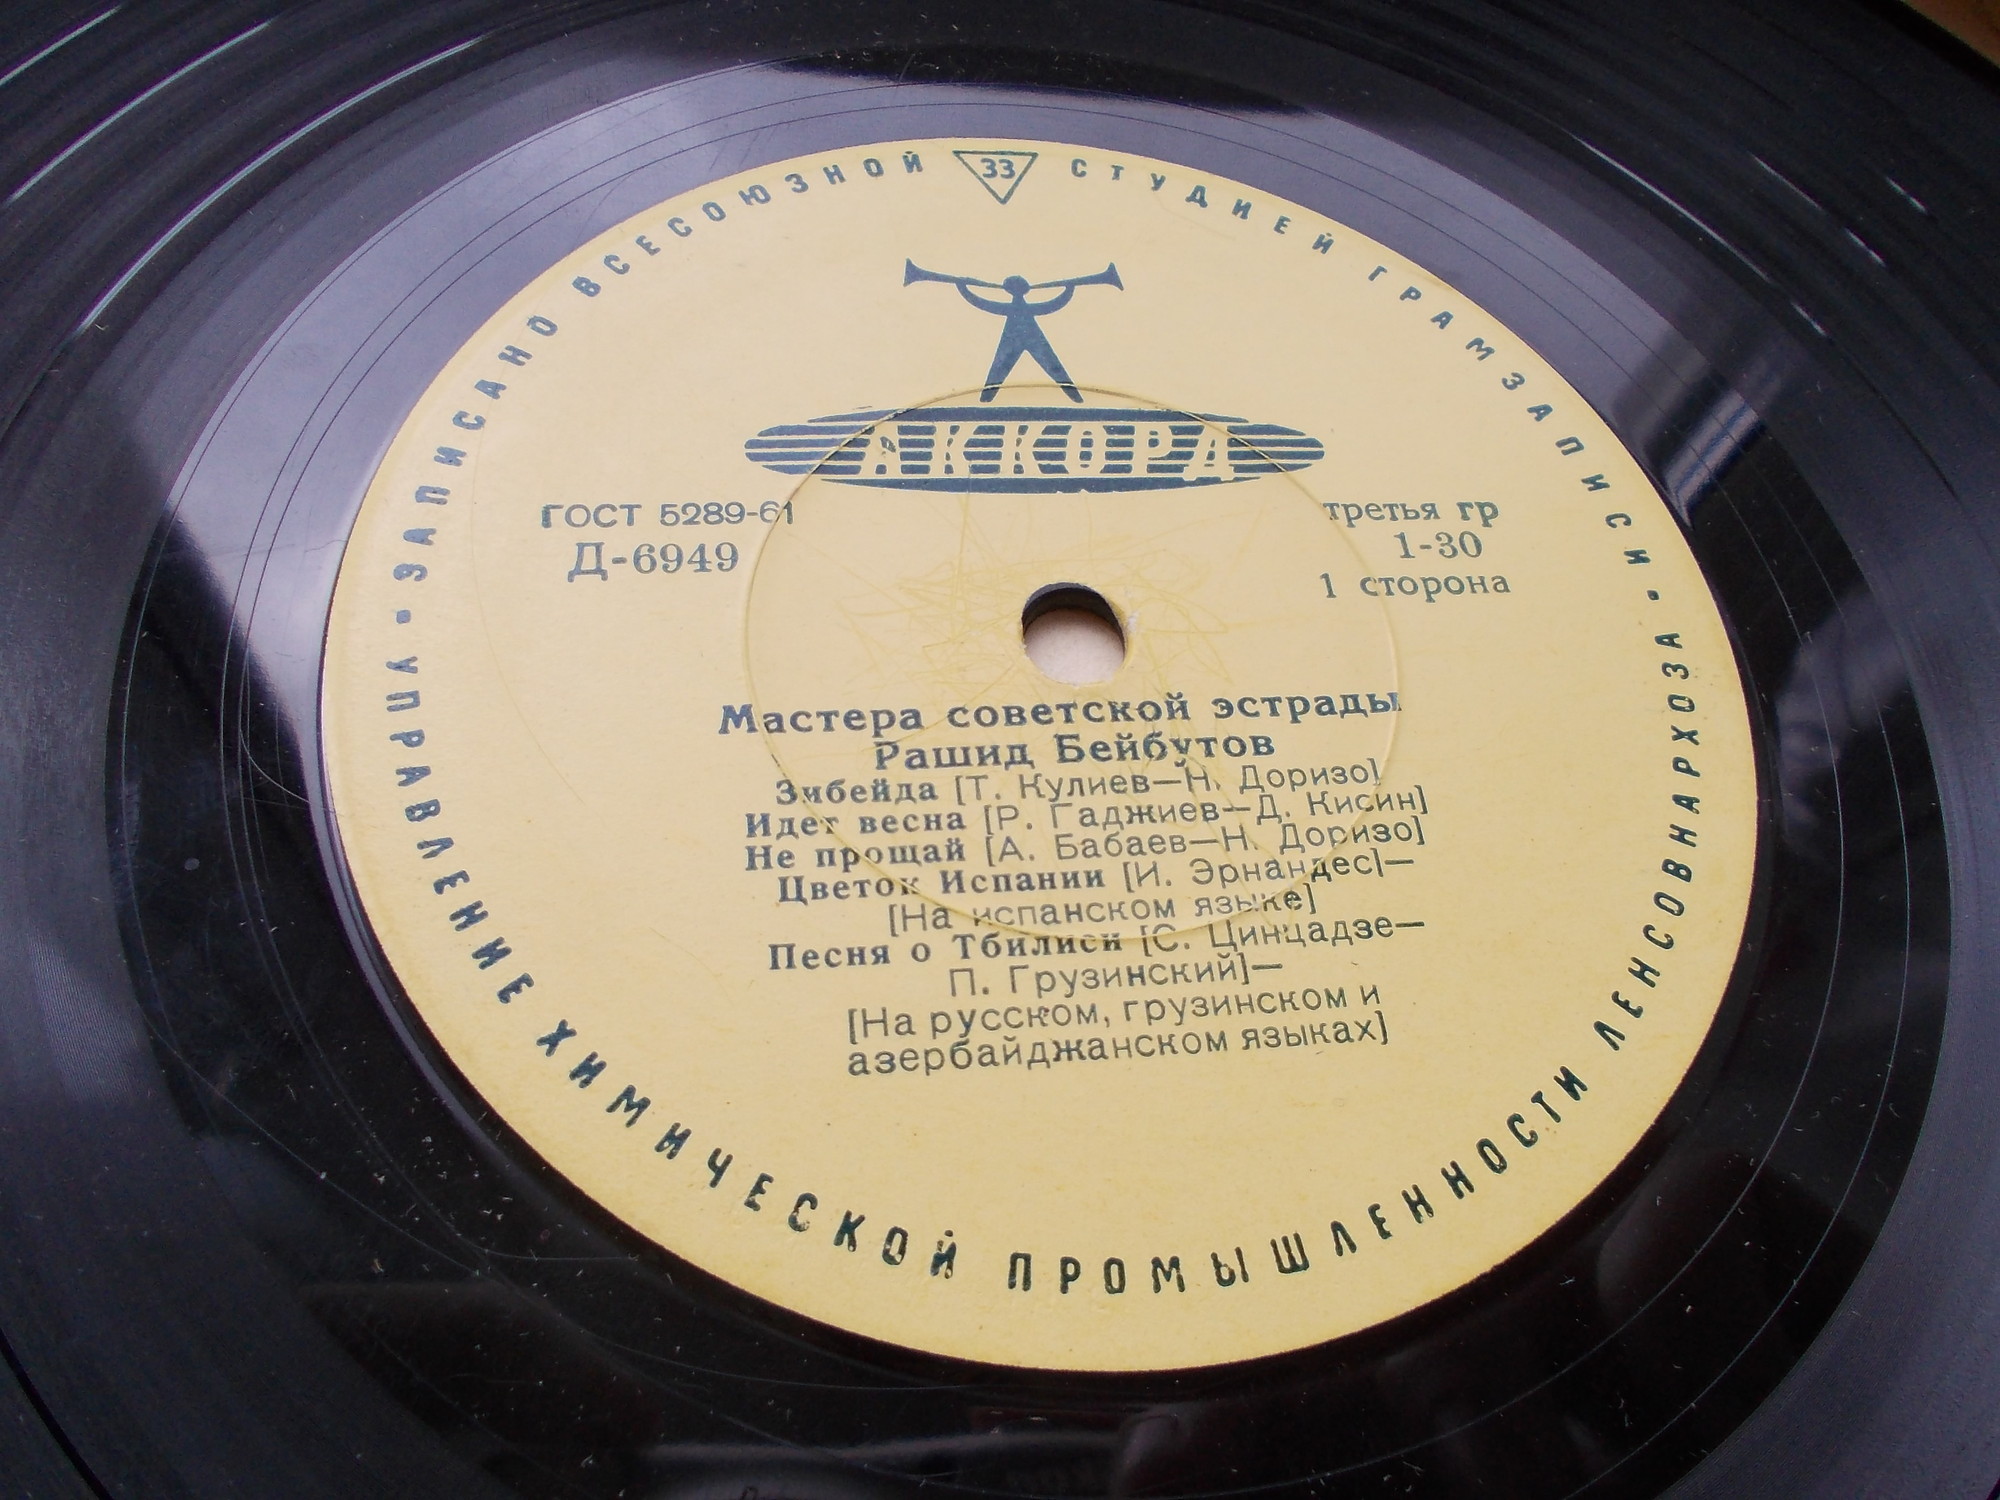 ЗАПИСАНО ВСЕСОЮЗНОЙ 33 СТУДИЕЙ ГРАМЗАПИСИ •
УПРАВЛЕНИЕ ХИМИЧЕСКОЙ ПРОМЫШЛЕННОСТИ ЛЕНСОВНАРХОЗА •
АККОРД
ГОСТ 5289-61
Д-6949
третья гр
1-30
1 сторона
Мастера советской эстрады
Рашид Бейбутов
Зибейда [Т. Кулиев—Н. Доризо]
Идет весна [Р. Гаджиев—Д. Кисин]
Не прощай [А. Бабаев—Н. Доризо]
Цветок Испании [И. Эрнандес]—
[На испанском языке]
Песня о Тбилиси [С. Цинцадзе—
П. Грузинский]—
[На русском, грузинском и
азербайджанском языках]